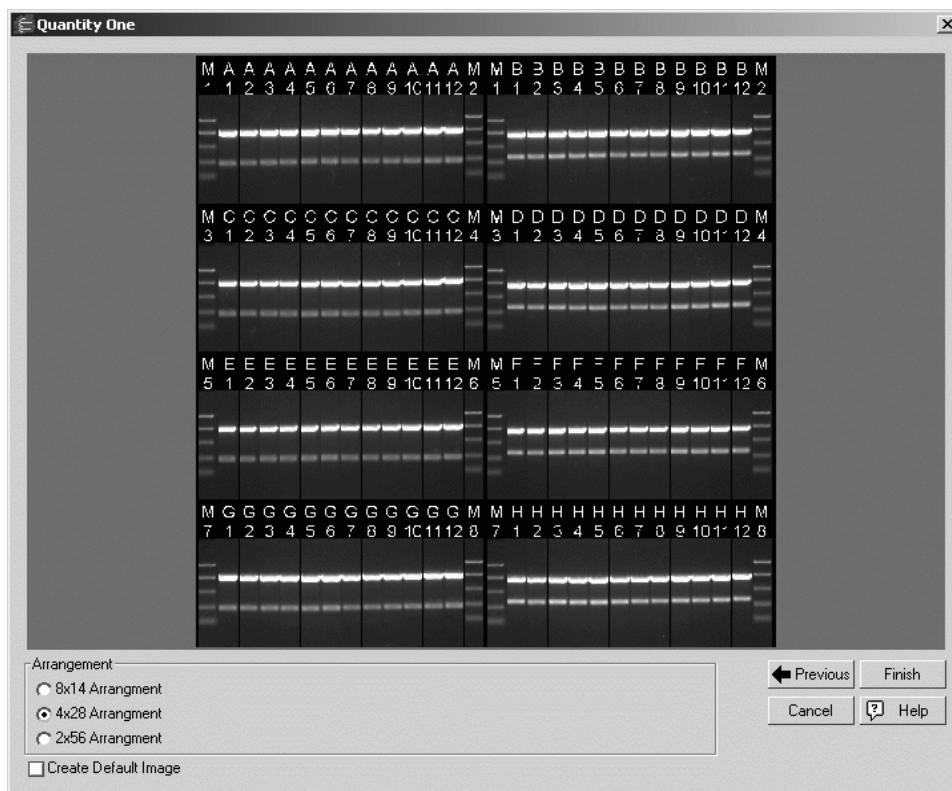 Quantity One
M A A A A A A A A A A A A M M B B B B B B B B B B B B M
1 1 2 3 4 5 6 7 8 9 10 11 12 2 1 1 2 3 4 5 6 7 8 9 10 11 12 2
M C C C C C C C C C C C C M M D D D D D D D D D D D D M
3 1 2 3 4 5 6 7 8 9 10 11 12 4 3 1 2 3 4 5 6 7 8 9 10 11 12 4
M E E E E E E E E E E E E M M F F F F F F F F F F F F M
5 1 2 3 4 5 6 7 8 9 10 11 12 6 5 1 2 3 4 5 6 7 8 9 10 11 12 6
M G G G G G G G G G G G G M M H H H H H H H H H H H H M
7 1 2 3 4 5 6 7 8 9 10 11 12 8 7 1 2 3 4 5 6 7 8 9 10 11 12 8
Arrangement
8x14 Arrangment
4x28 Arrangment
2x56 Arrangment
Create Default Image
Previous
Finish
Cancel
? Help